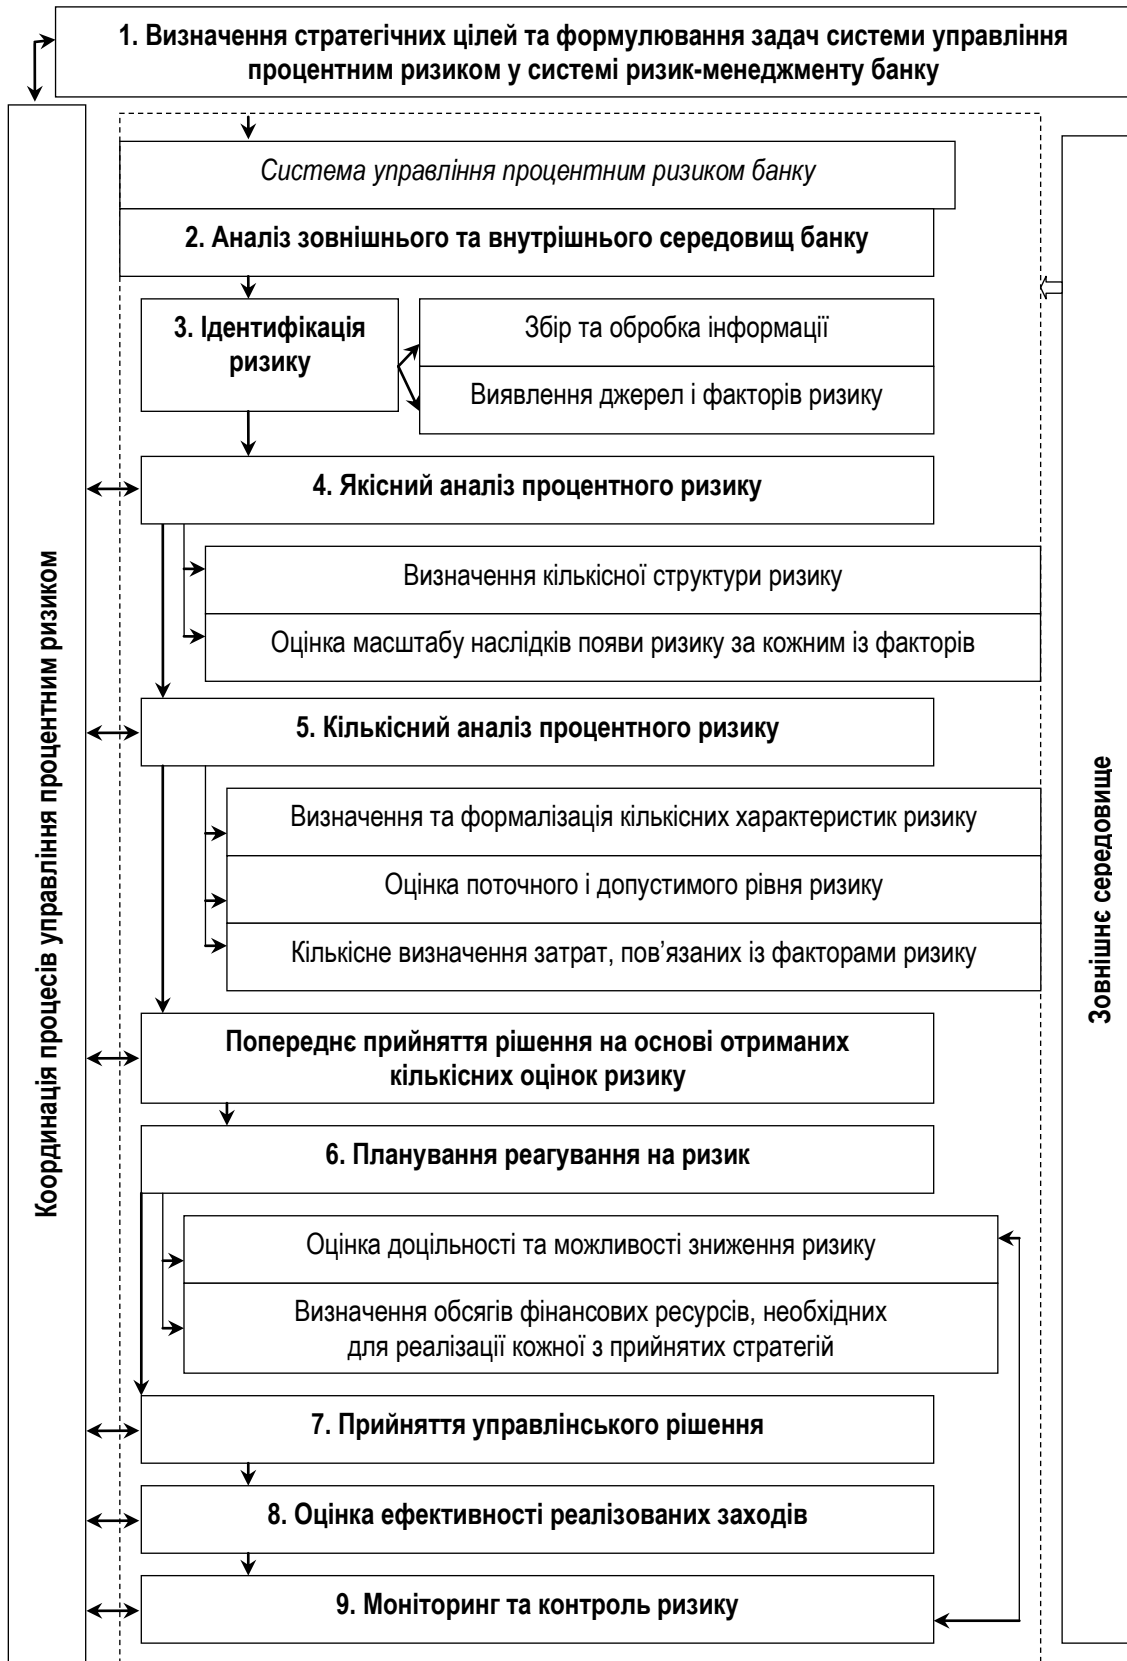 1. Визначення стратегічних цілей та формулювання задач системи управління
процентним ризиком у системі ризик-менеджменту банку
Система управління процентним ризиком банку
2. Аналіз зовнішнього та внутрішнього середовищ банку
3. Ідентифікація
ризику
Збір та обробка інформації
Виявлення джерел і факторів ризику
4. Якісний аналіз процентного ризику
Визначення кількісної структури ризику
Оцінка масштабу наслідків появи ризику за кожним із факторів
5. Кількісний аналіз процентного ризику
Визначення та формалізація кількісних характеристик ризику
Оцінка поточного і допустимого рівня ризику
Кількісне визначення затрат, пов’язаних із факторами ризику
Попереднє прийняття рішення на основі отриманих
кількісних оцінок ризику
6. Планування реагування на ризик
Оцінка доцільності та можливості зниження ризику
Визначення обсягів фінансових ресурсів, необхідних
для реалізації кожної з прийнятих стратегій
7. Прийняття управлінського рішення
8. Оцінка ефективності реалізованих заходів
9. Моніторинг та контроль ризику
Координація процесів управління процентним ризиком
Зовнішнє середовище